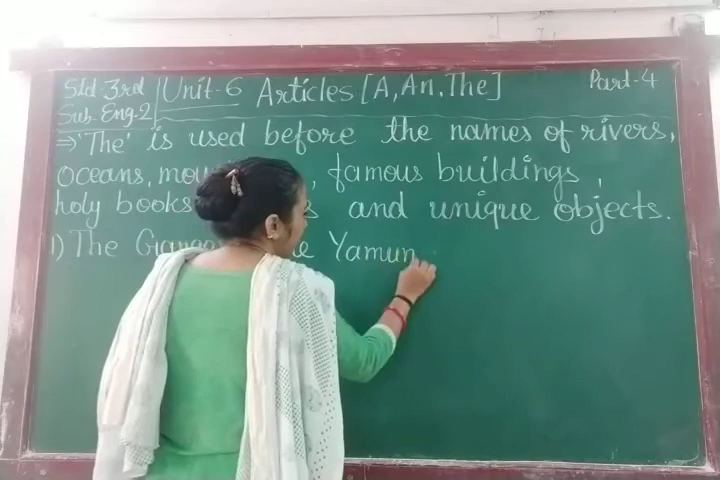 Std-3rd
Sub-Eng-2
Unit-6 Articles [A, An, The]
Part-4
⇒ 'The' is used before the names of rivers,
oceans, famous buildings,
holy books and unique objects.
1) The Yamun